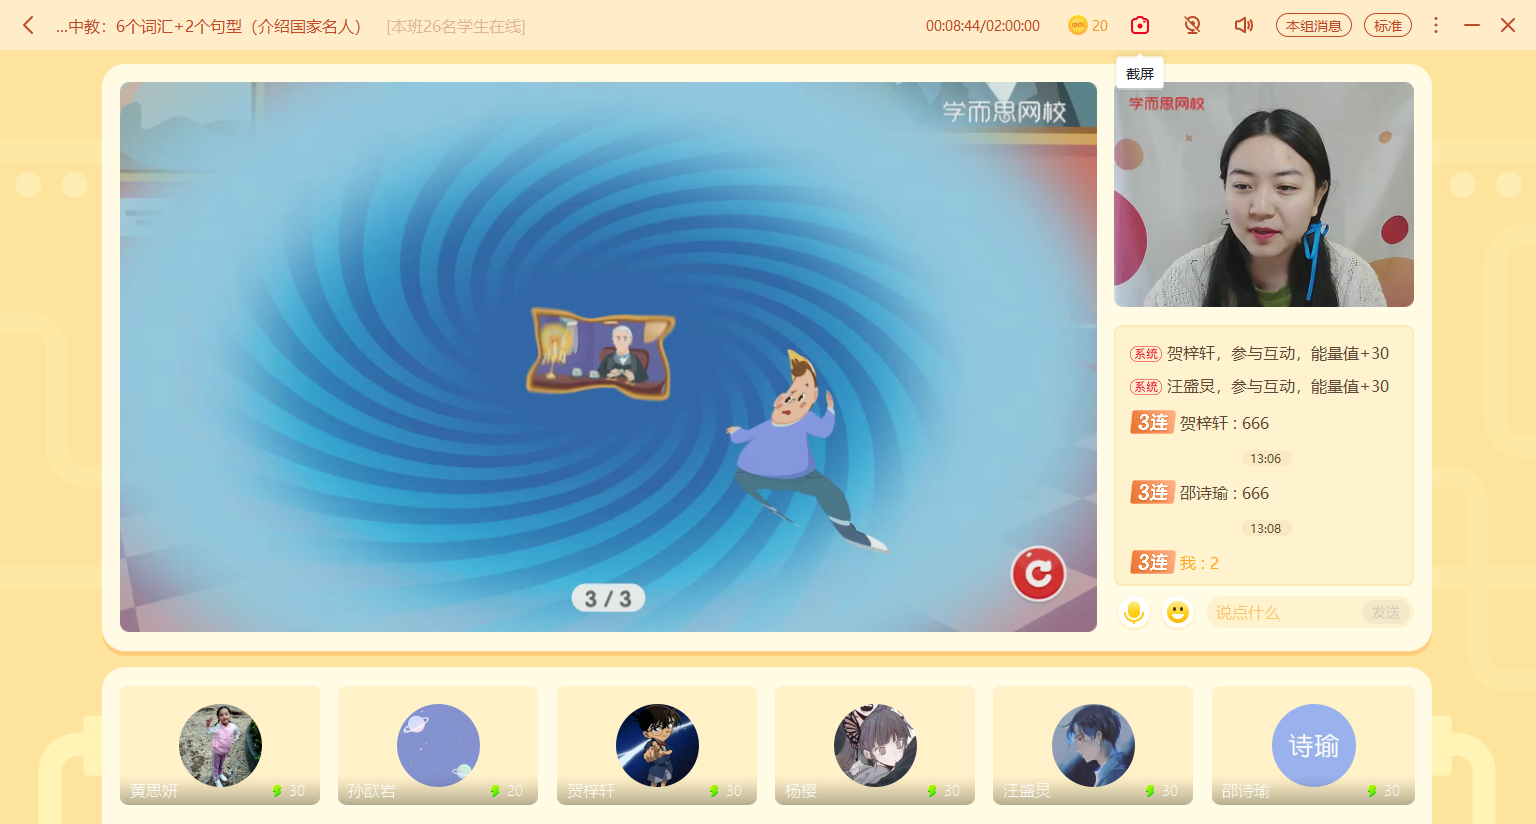 ...中教：6个词汇+2个句型（介绍国家名人）
[本班26名学生在线]
00:08:44/02:00:00
20
本组消息
标准
截屏
学而思网校
学而思网校
3 / 3
系统 贺梓轩，参与互动，能量值+30
系统 汪盛炅，参与互动，能量值+30
3连 贺梓轩 : 666
13:06
3连 邵诗瑜 : 666
13:08
3连 我 : 2
说点什么
发送
诗瑜
黄思妍 30
孙歆岩 20
贺梓轩 30
杨樱 30
汪盛炅 30
邵诗瑜 30